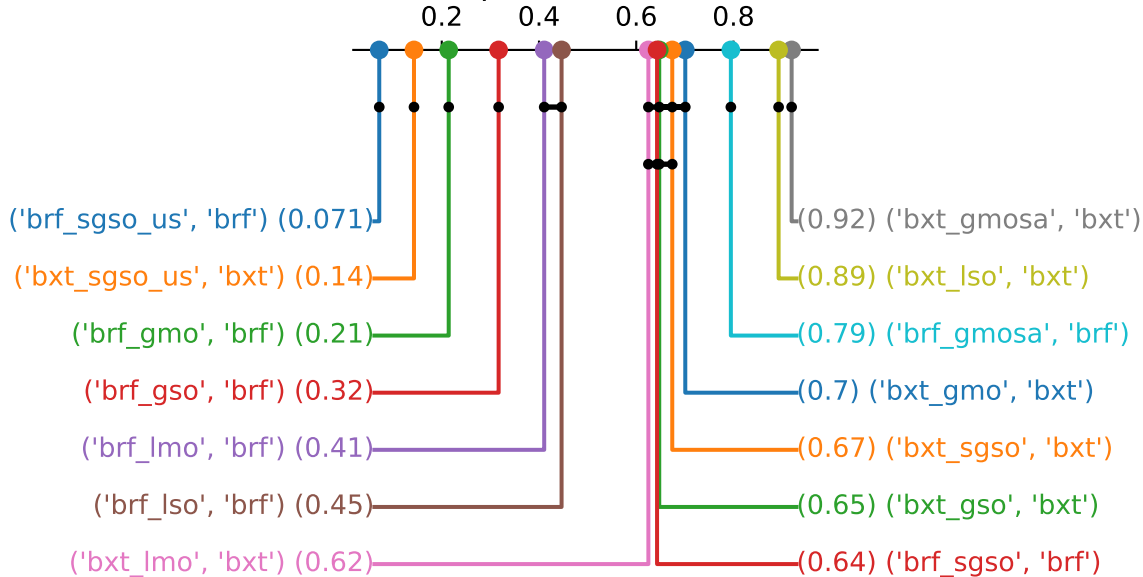 0.2 0.4 0.6 0.8
('brf_sgso_us', 'brf') (0.071) (0.92) ('bxt_gmosa', 'bxt')
('bxt_sgso_us', 'bxt') (0.14) (0.89) ('bxt_lso', 'bxt')
('brf_gmo', 'brf') (0.21) (0.79) ('brf_gmosa', 'brf')
('brf_gso', 'brf') (0.32) (0.7) ('bxt_gmo', 'bxt')
('brf_lmo', 'brf') (0.41) (0.67) ('bxt_sgso', 'bxt')
('brf_lso', 'brf') (0.45) (0.65) ('bxt_gso', 'bxt')
('bxt_lmo', 'bxt') (0.62) (0.64) ('brf_sgso', 'brf')